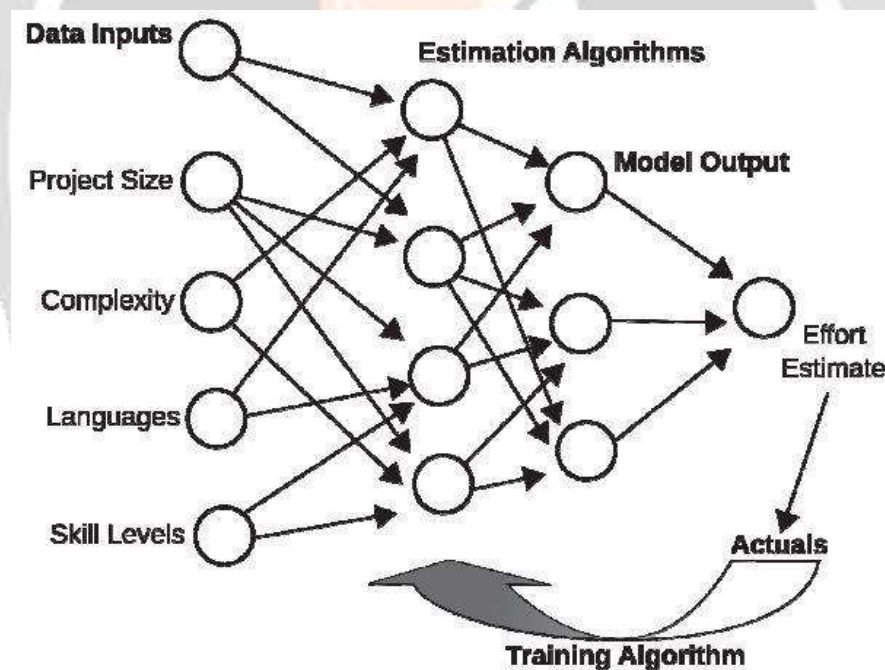 Data Inputs
Estimation Algorithms
Project Size
Model Output
Complexity
Effort
Estimate
Languages
Skill Levels
Actuals
Training Algorithm